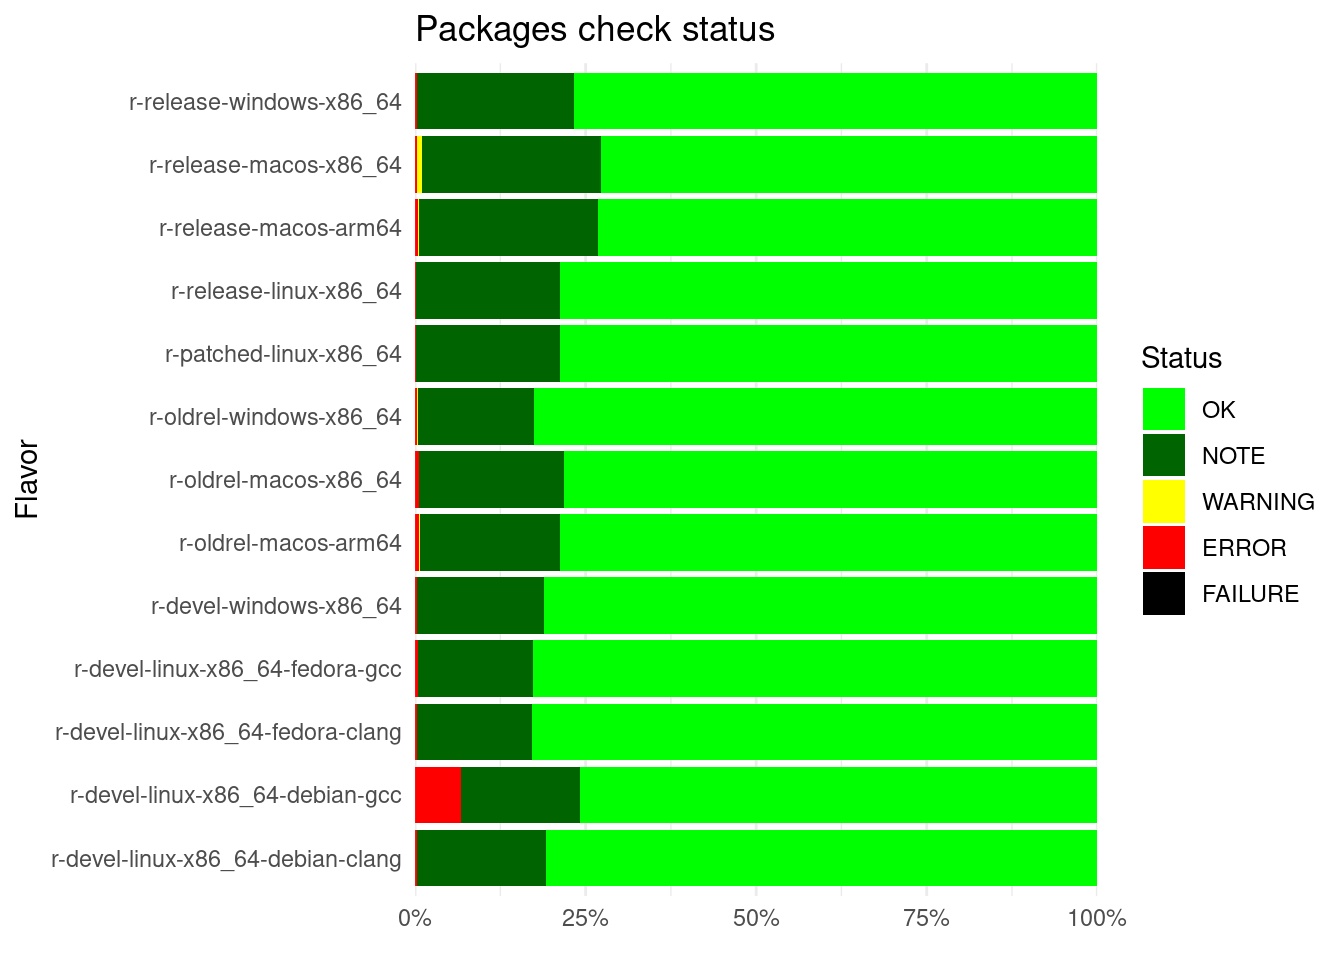 Packages check status
r-release-windows-x86_64
r-release-macos-x86_64
r-release-macos-arm64
r-release-linux-x86_64
r-patched-linux-x86_64
r-oldrel-windows-x86_64
r-oldrel-macos-x86_64
r-oldrel-macos-arm64
r-devel-windows-x86_64
r-devel-linux-x86_64-fedora-gcc
r-devel-linux-x86_64-fedora-clang
r-devel-linux-x86_64-debian-gcc
r-devel-linux-x86_64-debian-clang
Flavor
0% 25% 50% 75% 100%
Status
OK
NOTE
WARNING
ERROR
FAILURE